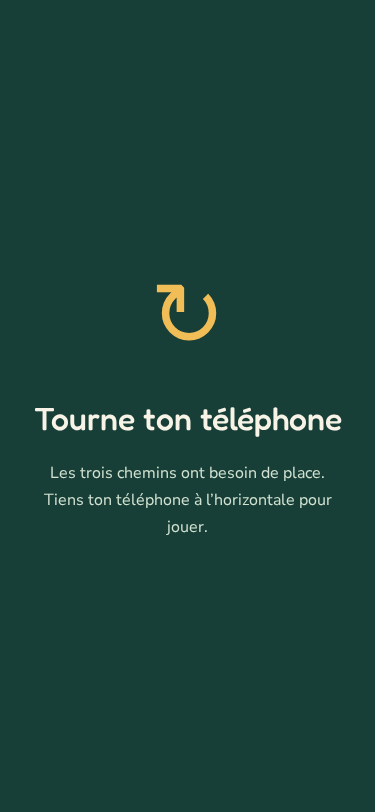 Tourne ton téléphone
Les trois chemins ont besoin de place.
Tiens ton téléphone à l’horizontale pour
jouer.